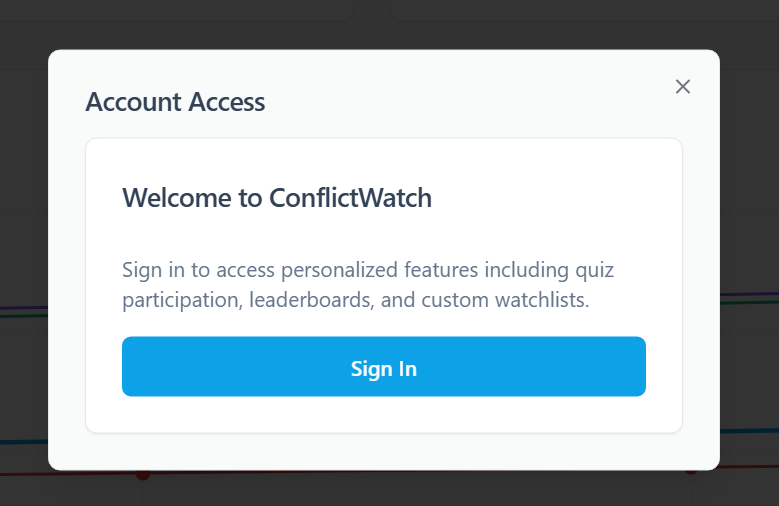 Account Access
Welcome to ConflictWatch
Sign in to access personalized features including quiz
participation, leaderboards, and custom watchlists.
Sign In